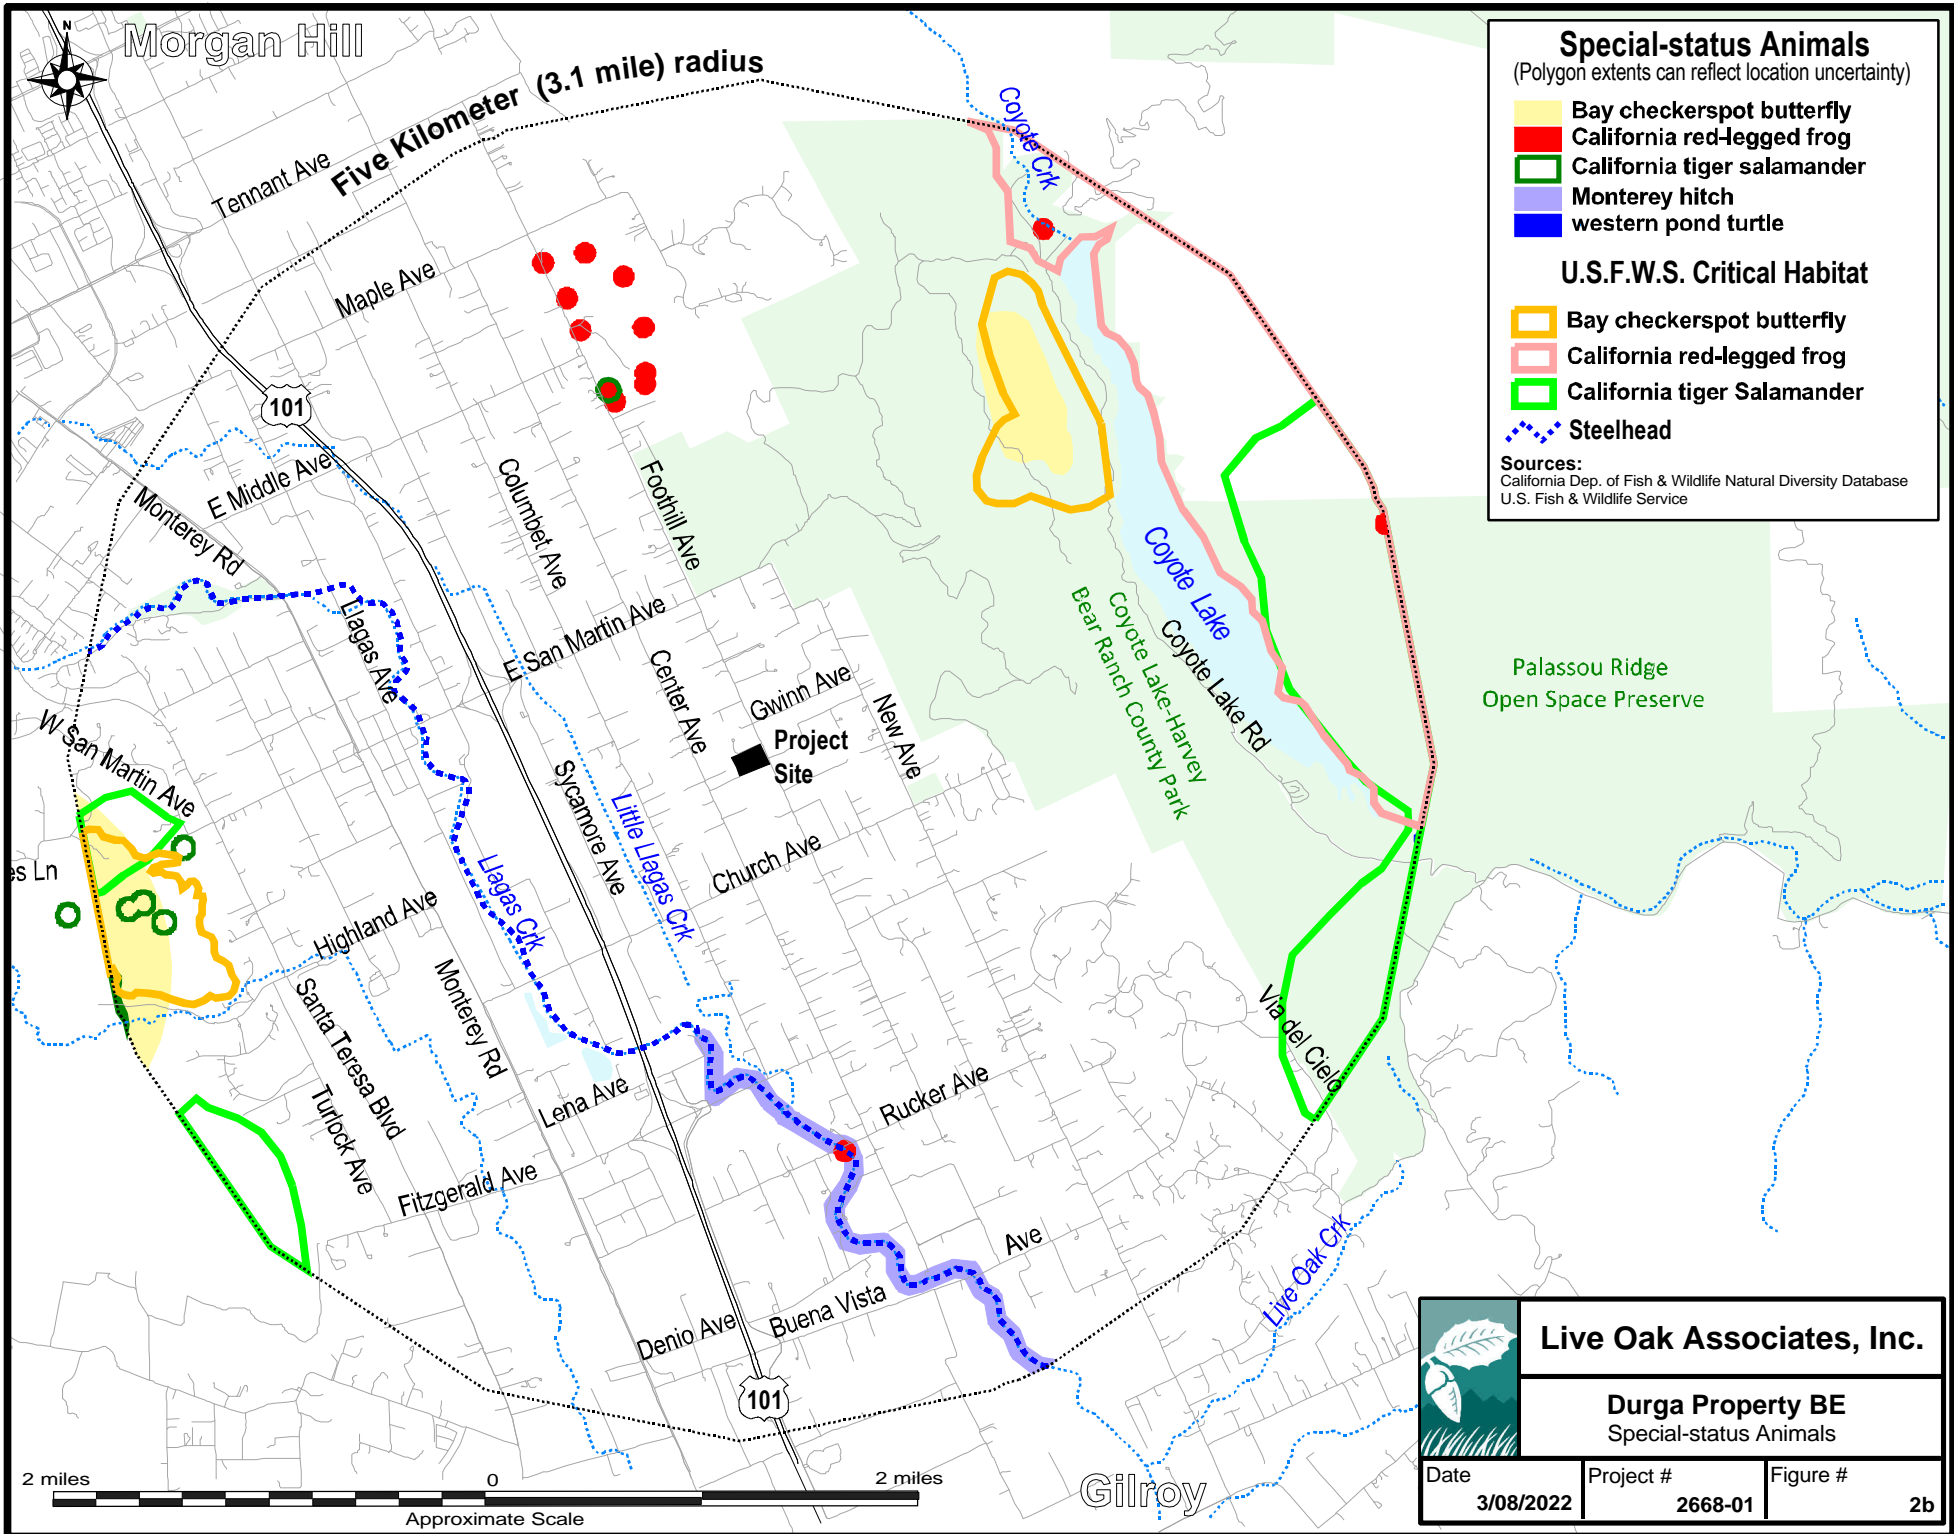 N
Morgan Hill
Five Kilometer (3.1 mile) radius
Tennant Ave
Maple Ave
101
E Middle Ave
Monterey Rd
Columbet Ave
Foothill Ave
Llagas Ave
E San Martin Ave
Center Ave
Gwinn Ave
New Ave
Project
Site
W San Martin Ave
es Ln
Sycamore Ave
Little Llagas Crk
Church Ave
Llagas Crk
Highland Ave
Santa Teresa Blvd
Monterey Rd
Turlock Ave
Lena Ave
Fitzgerald Ave
Rucker Ave
Denio Ave
Buena Vista
Ave
101
Coyote Crk
Coyote Lake
Coyote Lake Rd
Coyote Lake-Harvey
Bear Ranch County Park
Palassou Ridge
Open Space Preserve
Via del Cielo
Live Oak Crk
Gilroy
Special-status Animals
(Polygon extents can reflect location uncertainty)
Bay checkerspot butterfly
California red-legged frog
California tiger salamander
Monterey hitch
western pond turtle
U.S.F.W.S. Critical Habitat
Bay checkerspot butterfly
California red-legged frog
California tiger Salamander
Steelhead
Sources:
California Dep. of Fish & Wildlife Natural Diversity Database
U.S. Fish & Wildlife Service
2 miles 0 2 miles
Approximate Scale
Live Oak Associates, Inc.
Durga Property BE
Special-status Animals
Date Project # Figure #
3/08/2022 2668-01 2b